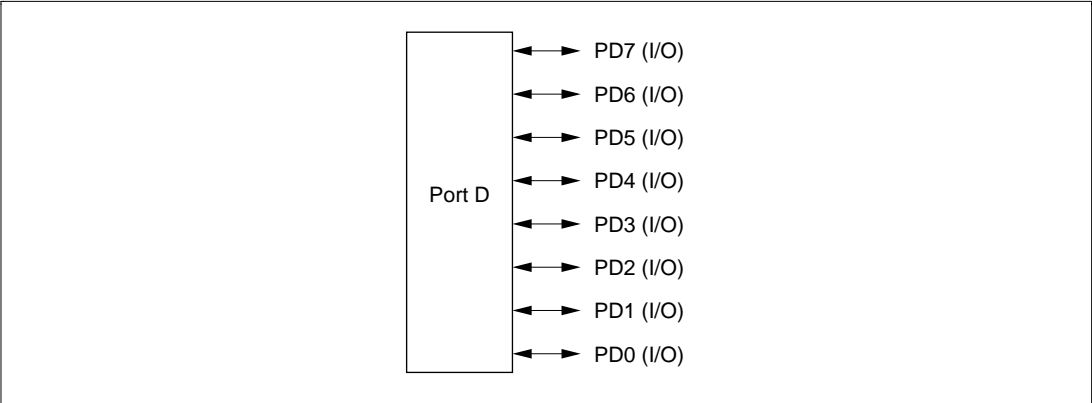 PD7 (I/O)
PD6 (I/O)
PD5 (I/O)
PD4 (I/O)
Port D
PD3 (I/O)
PD2 (I/O)
PD1 (I/O)
PD0 (I/O)